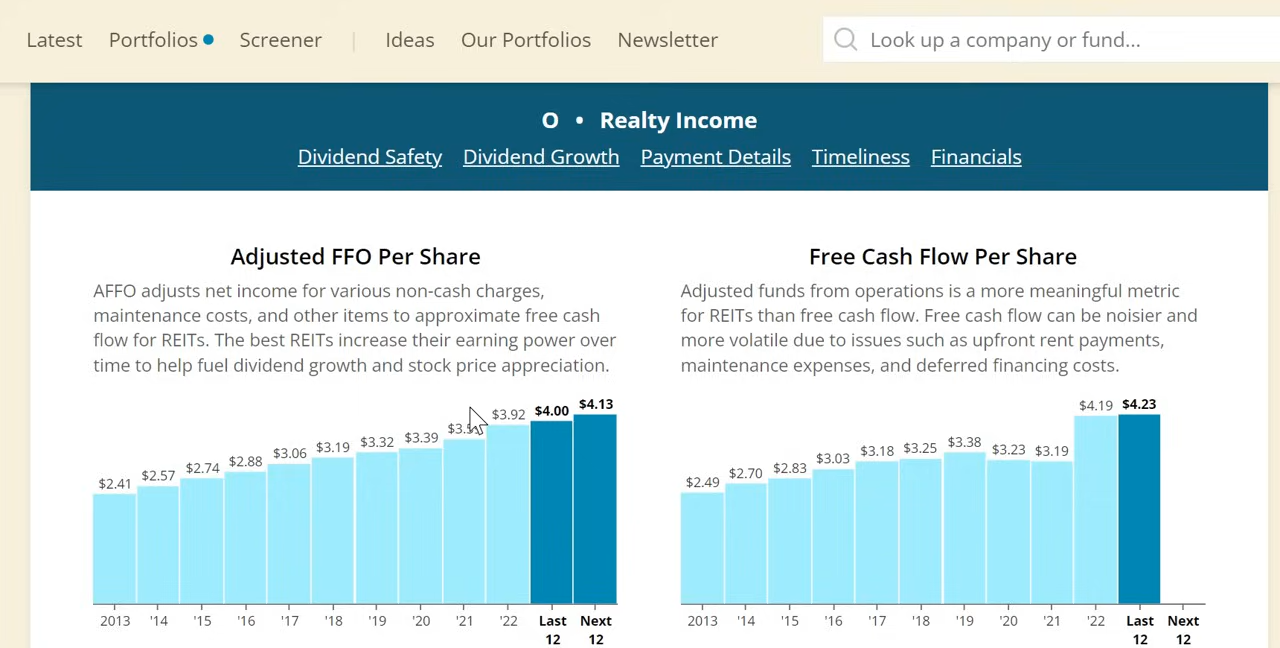 Latest Portfolios Screener | Ideas Our Portfolios Newsletter Look up a company or fund...
O • Realty Income
Dividend Safety Dividend Growth Payment Details Timeliness Financials
Adjusted FFO Per Share
AFFO adjusts net income for various non-cash charges,
maintenance costs, and other items to approximate free cash
flow for REITs. The best REITs increase their earning power over
time to help fuel dividend growth and stock price appreciation.
$2.41 $2.57 $2.74 $2.88 $3.06 $3.19 $3.32 $3.39 $3.92 $4.00 $4.13
2013 '14 '15 '16 '17 '18 '19 '20 '21 '22 Last Next
12 12
Free Cash Flow Per Share
Adjusted funds from operations is a more meaningful metric
for REITs than free cash flow. Free cash flow can be noisier and
more volatile due to issues such as upfront rent payments,
maintenance expenses, and deferred financing costs.
$2.49 $2.70 $2.83 $3.03 $3.18 $3.25 $3.38 $3.23 $3.19 $4.19 $4.23
2013 '14 '15 '16 '17 '18 '19 '20 '21 '22 Last Next
12 12